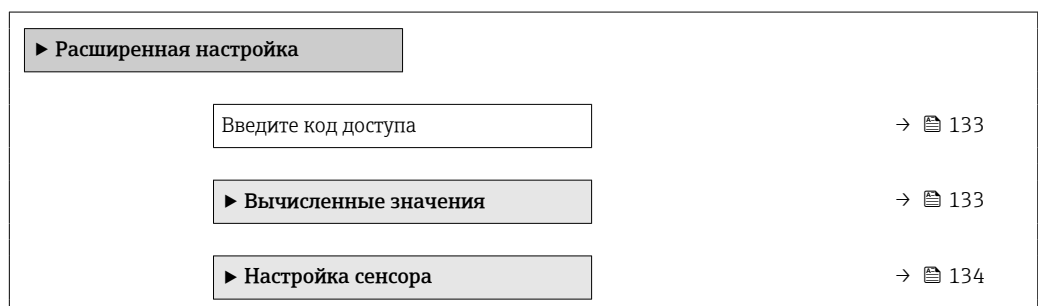 ▶ Расширенная настройка
Введите код доступа → 133
▶ Вычисленные значения → 133
▶ Настройка сенсора → 134